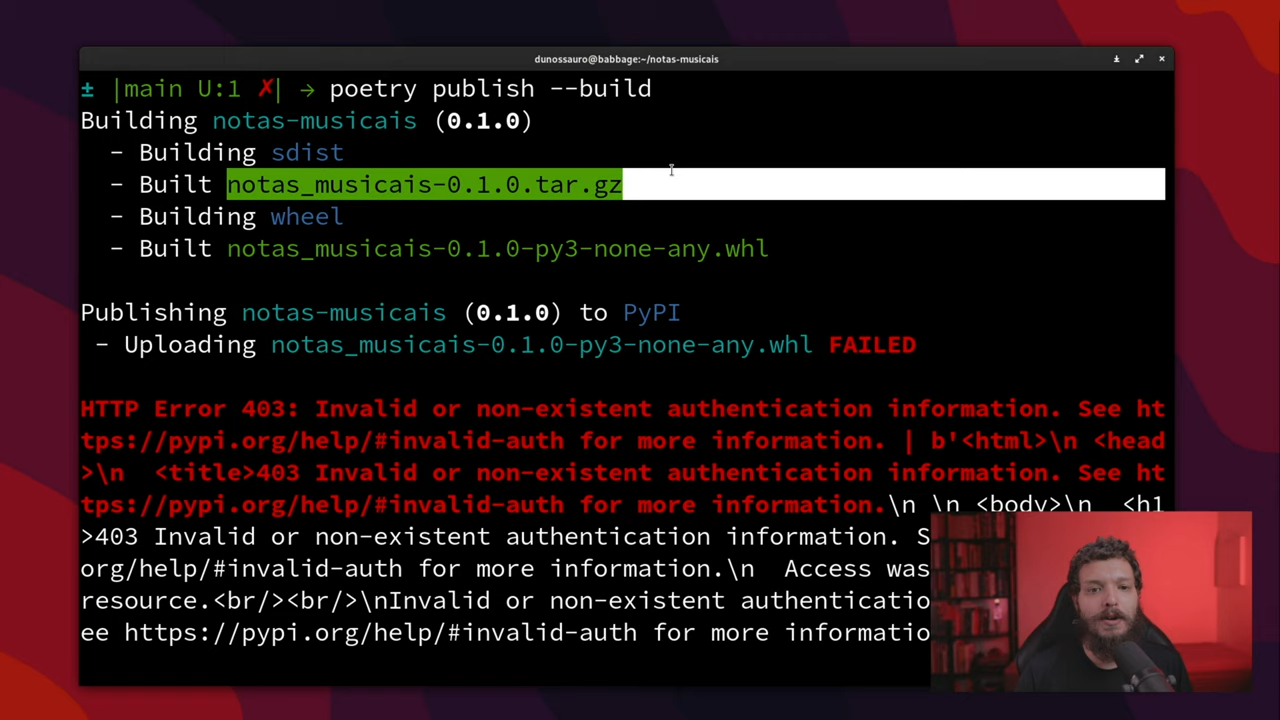 dunossauro@babbage:~/notas-musicais
± |main U:1 ✗| → poetry publish --build
Building notas-musicais (0.1.0)
- Building sdist
- Built notas_musicais-0.1.0.tar.gz
- Building wheel
- Built notas_musicais-0.1.0-py3-none-any.whl
Publishing notas-musicais (0.1.0) to PyPI
- Uploading notas_musicais-0.1.0-py3-none-any.whl FAILED
HTTP Error 403: Invalid or non-existent authentication information. See ht
tps://pypi.org/help/#invalid-auth for more information. | b'<html>\n <head
>\n  <title>403 Invalid or non-existent authentication information. See ht
tps://pypi.org/help/#invalid-auth for more information.\n \n <body>\n  <h1
>403 Invalid or non-existent authentication information. S
org/help/#invalid-auth for more information.\n  Access was
resource.<br/><br/>\nInvalid or non-existent authenticatio
ee https://pypi.org/help/#invalid-auth for more informatio